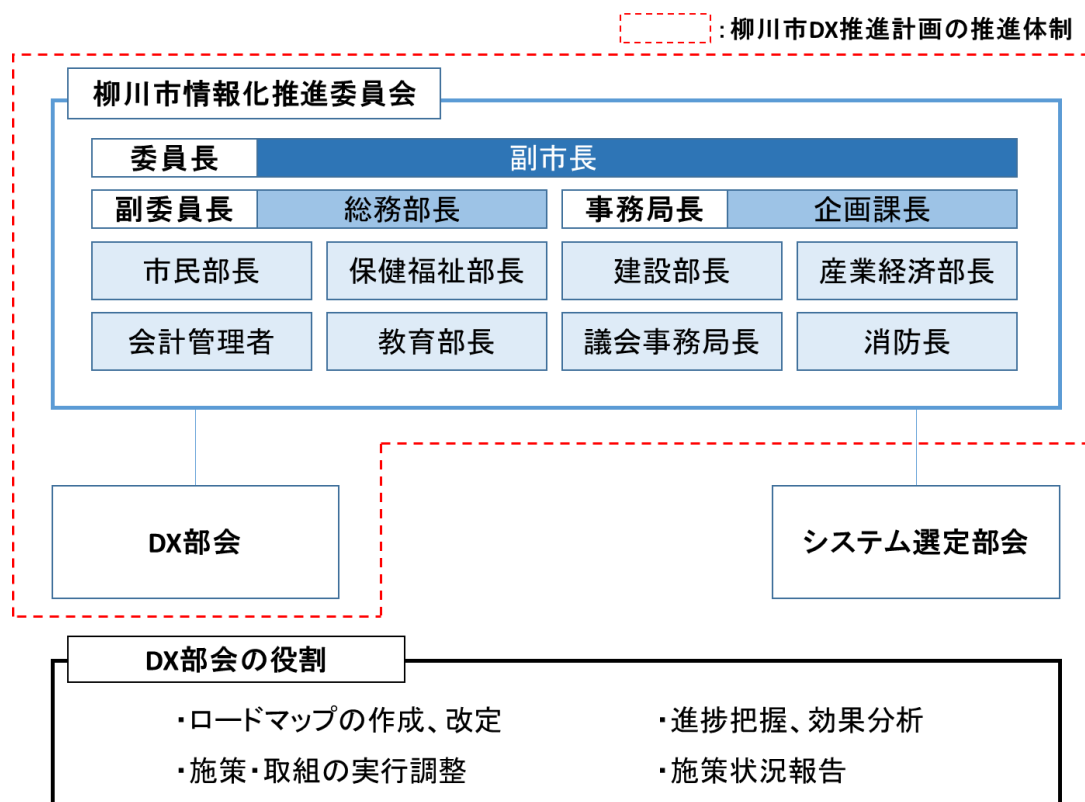 ：柳川市DX推進計画の推進体制
柳川市情報化推進委員会
委員長 副市長
副委員長 総務部長 事務局長 企画課長
市民部長 保健福祉部長 建設部長 産業経済部長
会計管理者 教育部長 議会事務局長 消防長
DX部会 システム選定部会
DX部会の役割
・ロードマップの作成、改定 ・進捗把握、効果分析
・施策・取組の実行調整 ・施策状況報告